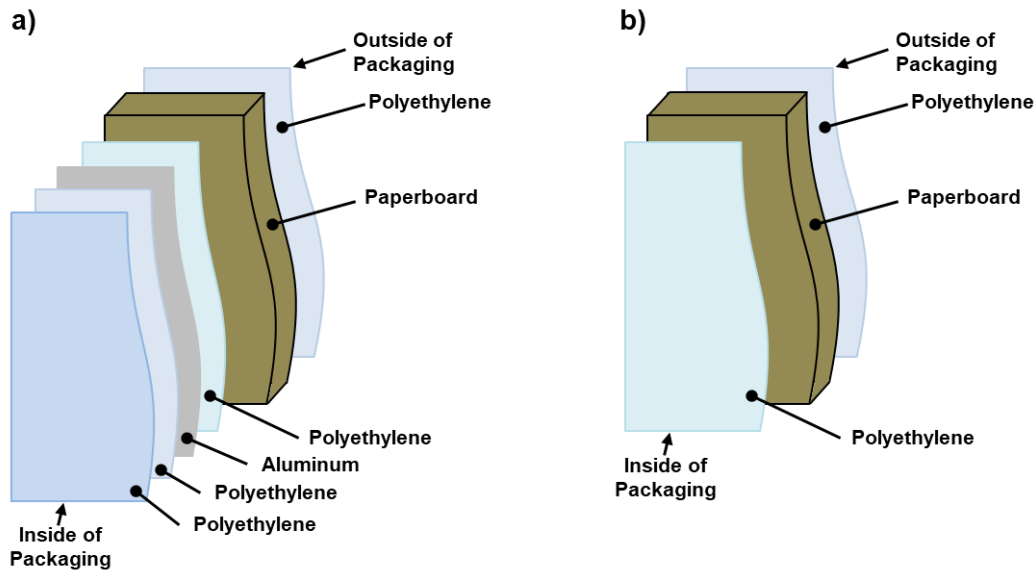 a)
Outside of
Packaging
Polyethylene
Paperboard
Polyethylene
Aluminum
Polyethylene
Polyethylene
Inside of
Packaging
b)
Outside of
Packaging
Polyethylene
Paperboard
Polyethylene
Inside of
Packaging